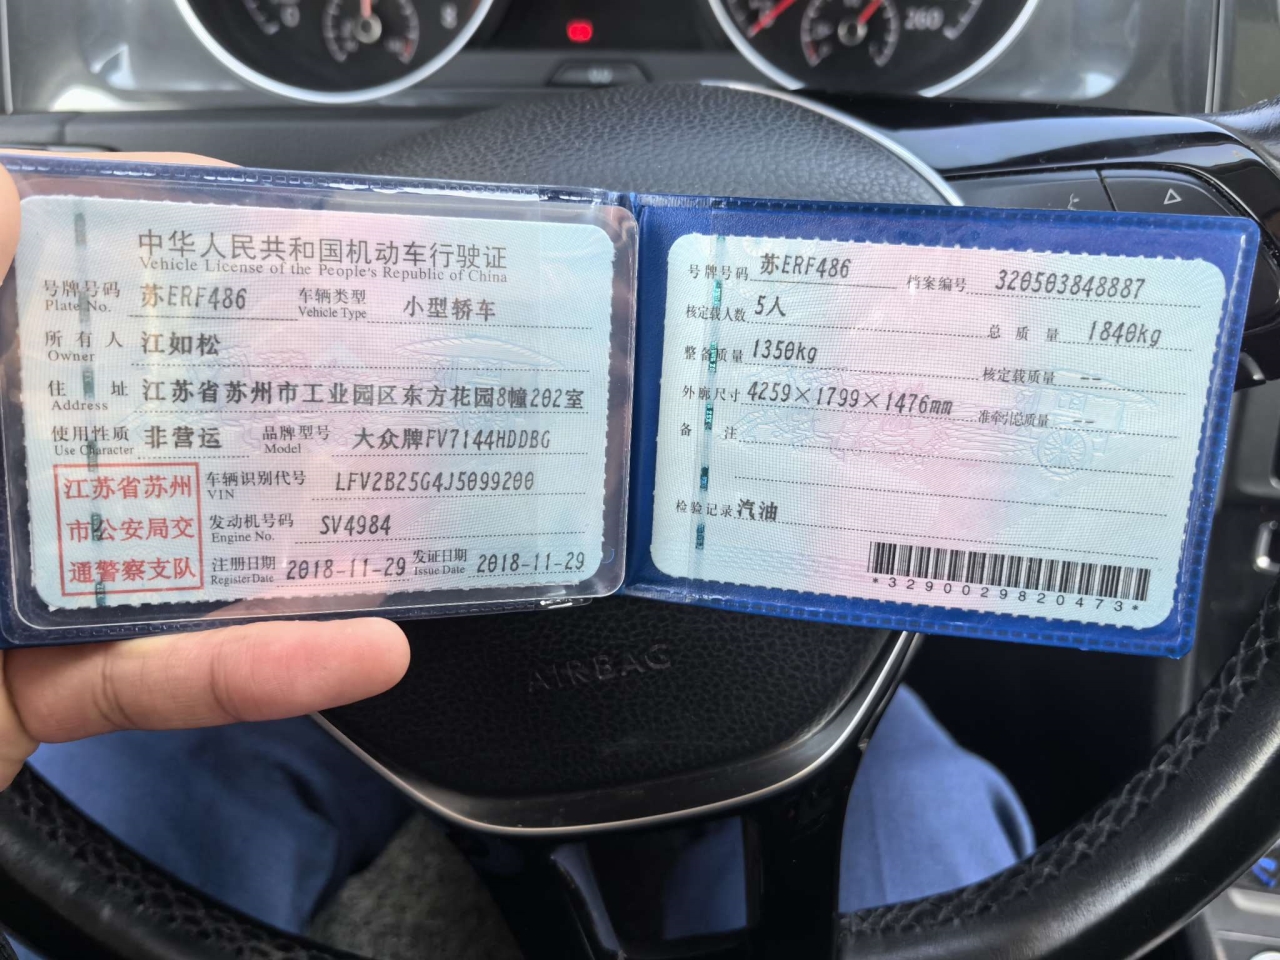 中华人民共和国机动车行驶证
Vehicle License of the People's Republic of China
号牌号码 苏ERF486 车辆类型 小型轿车
Plate No. Vehicle Type
所有人 江如松
Owner
住址 江苏省苏州市工业园区东方花园8幢202室
Address
使用性质 非营运 品牌型号 大众牌FV7144HDDBG
Use Character Model
江苏省苏州
市公安局交
通警察支队
车辆识别代号 LFV2B25G4J5099200
VIN
发动机号码 SV4984
Engine No.
注册日期 2018-11-29 发证日期 2018-11-29
Register Date Issue Date
号牌号码 苏ERF486 档案编号 320503848887
核定载人数 5人 总质量 1840kg
整备质量 1350kg 核定载质量 --
外廓尺寸 4259×1799×1476mm 准牵引总质量 --
备注
检验记录 汽油
*3290029820473*
AIRBAG
0
8
260